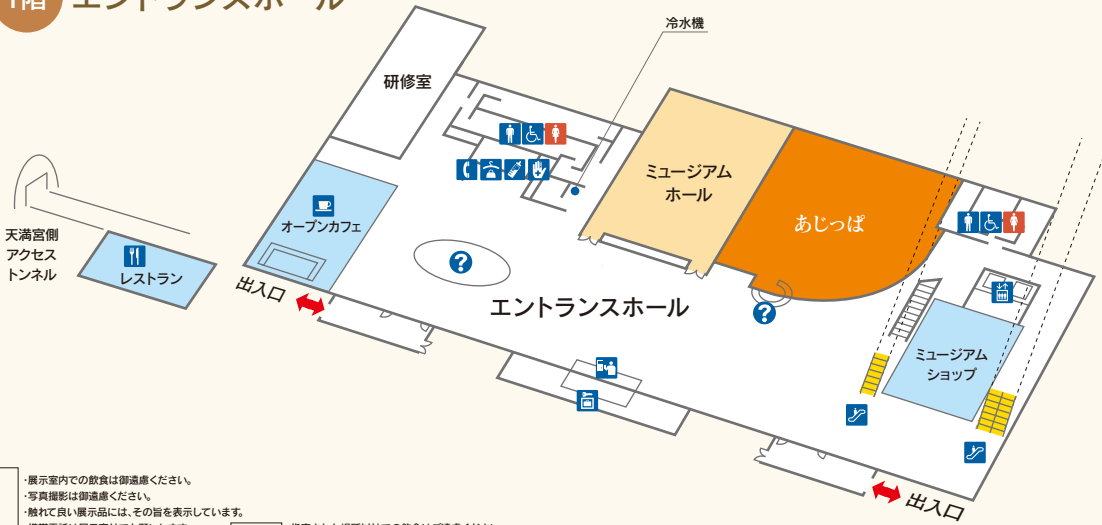 1階 エントランスホール
冷水機
研修室
ミュージアム
ホール
あじっぱ
オープンカフェ
天満宮側
アクセス
トンネル
レストラン
出入口
?
エントランスホール
?
ミュージアム
ショップ
出入口
・展示室内での飲食は御遠慮ください。
・写真撮影は御遠慮ください。
・触れて良い展示品には、その旨を表示しています。